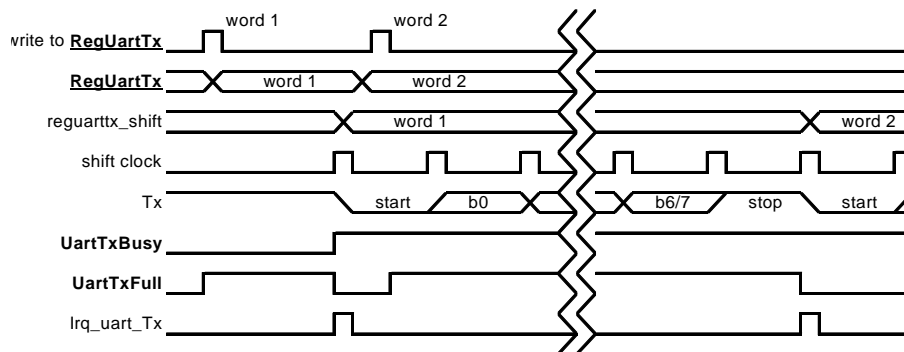 word 1 word 2
write to RegUartTx
RegUartTx word 1 word 2
reguarttx_shift word 1 word 2
shift clock
Tx start b0 b6/7 stop start
UartTxBusy
UartTxFull
Irq_uart_Tx